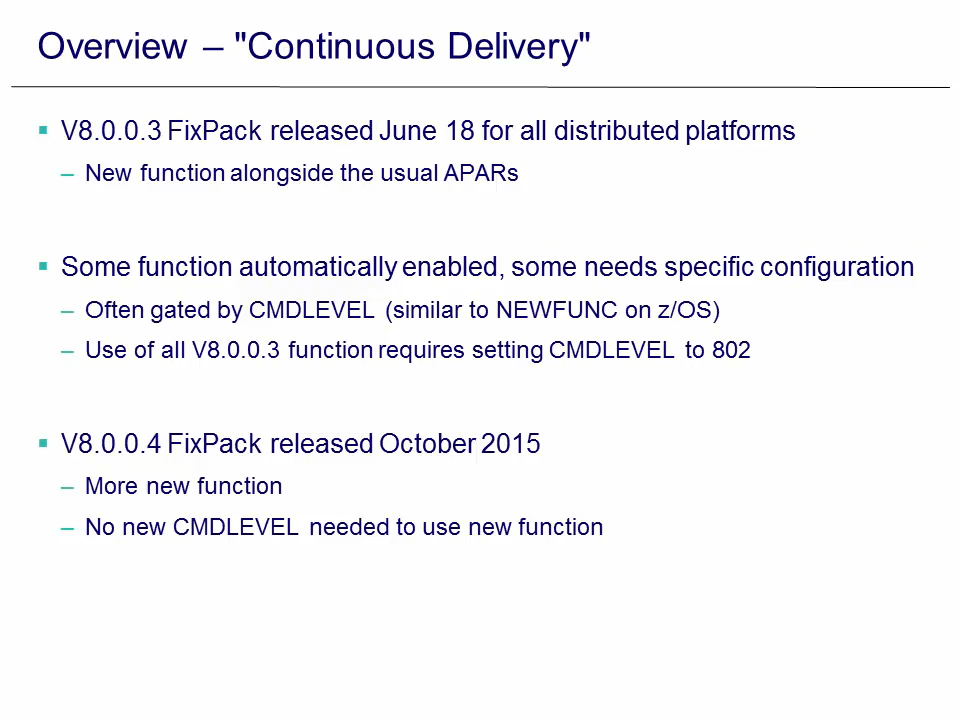 Overview – "Continuous Delivery"
▪ V8.0.0.3 FixPack released June 18 for all distributed platforms
– New function alongside the usual APARs
▪ Some function automatically enabled, some needs specific configuration
– Often gated by CMDLEVEL (similar to NEWFUNC on z/OS)
– Use of all V8.0.0.3 function requires setting CMDLEVEL to 802
▪ V8.0.0.4 FixPack released October 2015
– More new function
– No new CMDLEVEL needed to use new function